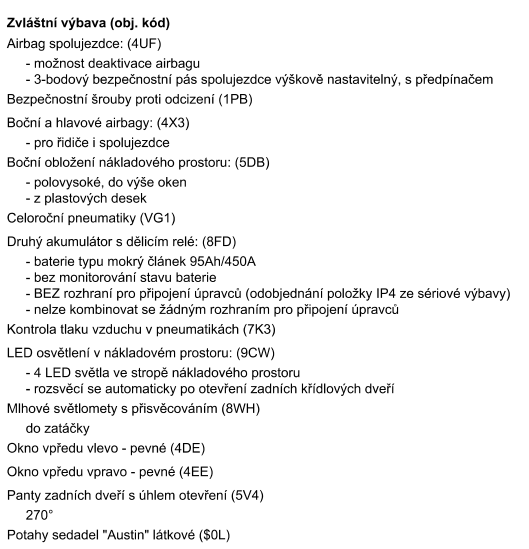 Zvláštní výbava (obj. kód)
Airbag spolujezdce: (4UF)
- možnost deaktivace airbagu
- 3-bodový bezpečnostní pás spolujezdce výškově nastavitelný, s předpínačem
Bezpečnostní šrouby proti odcizení (1PB)
Boční a hlavové airbagy: (4X3)
- pro řidiče i spolujezdce
Boční obložení nákladového prostoru: (5DB)
- polovysoké, do výše oken
- z plastových desek
Celoroční pneumatiky (VG1)
Druhý akumulátor s dělicím relé: (8FD)
- baterie typu mokrý článek 95Ah/450A
- bez monitorování stavu baterie
- BEZ rozhraní pro připojení úpravců (odobjednání položky IP4 ze sériové výbavy)
- nelze kombinovat se žádným rozhraním pro připojení úpravců
Kontrola tlaku vzduchu v pneumatikách (7K3)
LED osvětlení v nákladovém prostoru: (9CW)
- 4 LED světla ve stropě nákladového prostoru
- rozsvěcí se automaticky po otevření zadních křídlových dveří
Mlhové světlomety s přisvěcováním (8WH)
do zatáčky
Okno vpředu vlevo - pevné (4DE)
Okno vpředu vpravo - pevné (4EE)
Panty zadních dveří s úhlem otevření (5V4)
270°
Potahy sedadel "Austin" látkové ($0L)